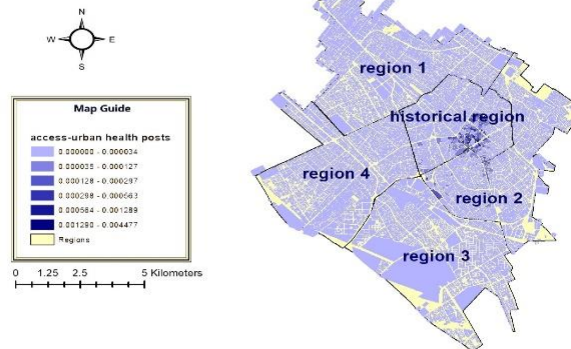 N
W E
S
region 1
historical region
region 4
region 2
region 3
Map Guide
access-urban health posts
0.000000 - 0.000034
0.000035 - 0.000127
0.000128 - 0.000297
0.000298 - 0.000563
0.000564 - 0.001289
0.001290 - 0.004477
Regions
0 1.25 2.5 5 Kilometers